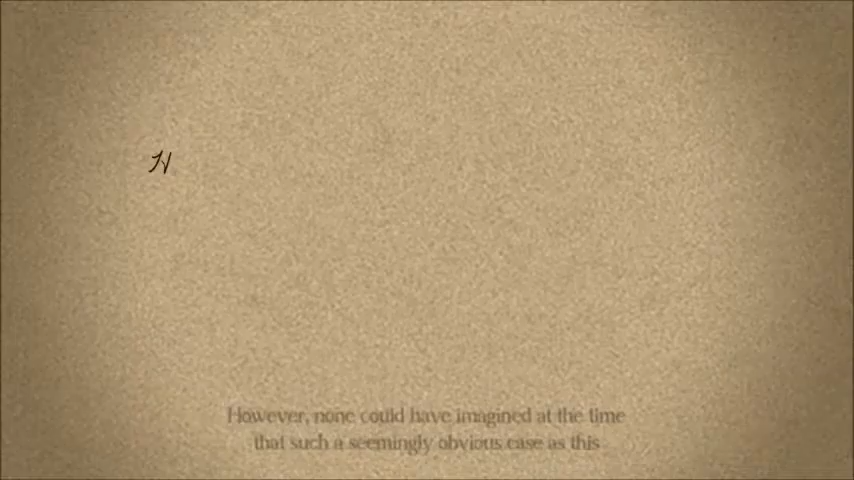 H
However, none could have imagined at the time
that such a seemingly obvious case as this